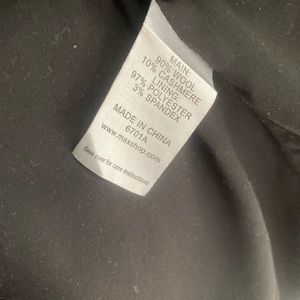 MAIN:
90% WOOL
10% CASHMERE
LINING:
97% POLYESTER
3% SPANDEX
MADE IN CHINA
6701A
www.maxshop.com
See over for care instructions